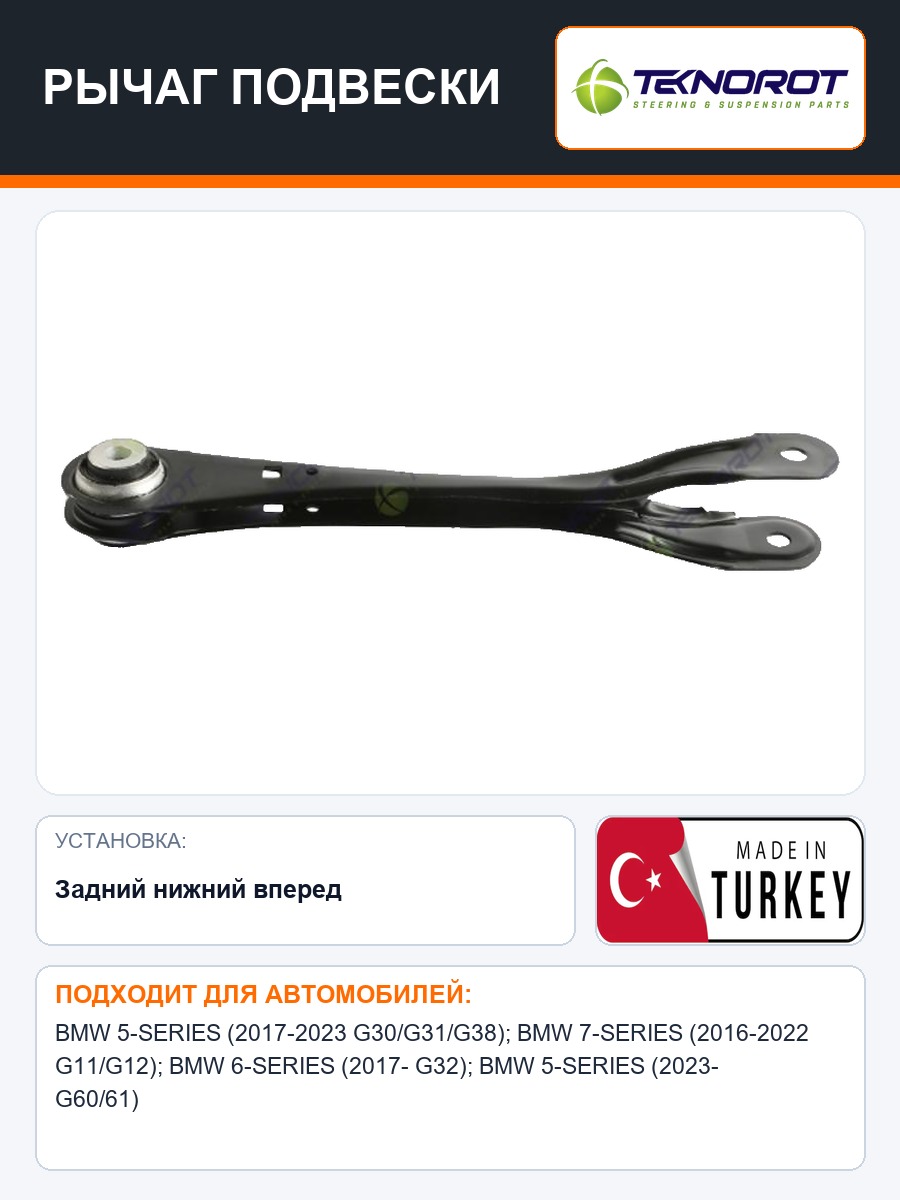 РЫЧАГ ПОДВЕСКИ
TEKNOROT
STEERING & SUSPENSION PARTS
УСТАНОВКА:
Задний нижний вперед
MADE IN
TURKEY
ПОДХОДИТ ДЛЯ АВТОМОБИЛЕЙ:
BMW 5-SERIES (2017-2023 G30/G31/G38); BMW 7-SERIES (2016-2022
G11/G12); BMW 6-SERIES (2017- G32); BMW 5-SERIES (2023-
G60/61)